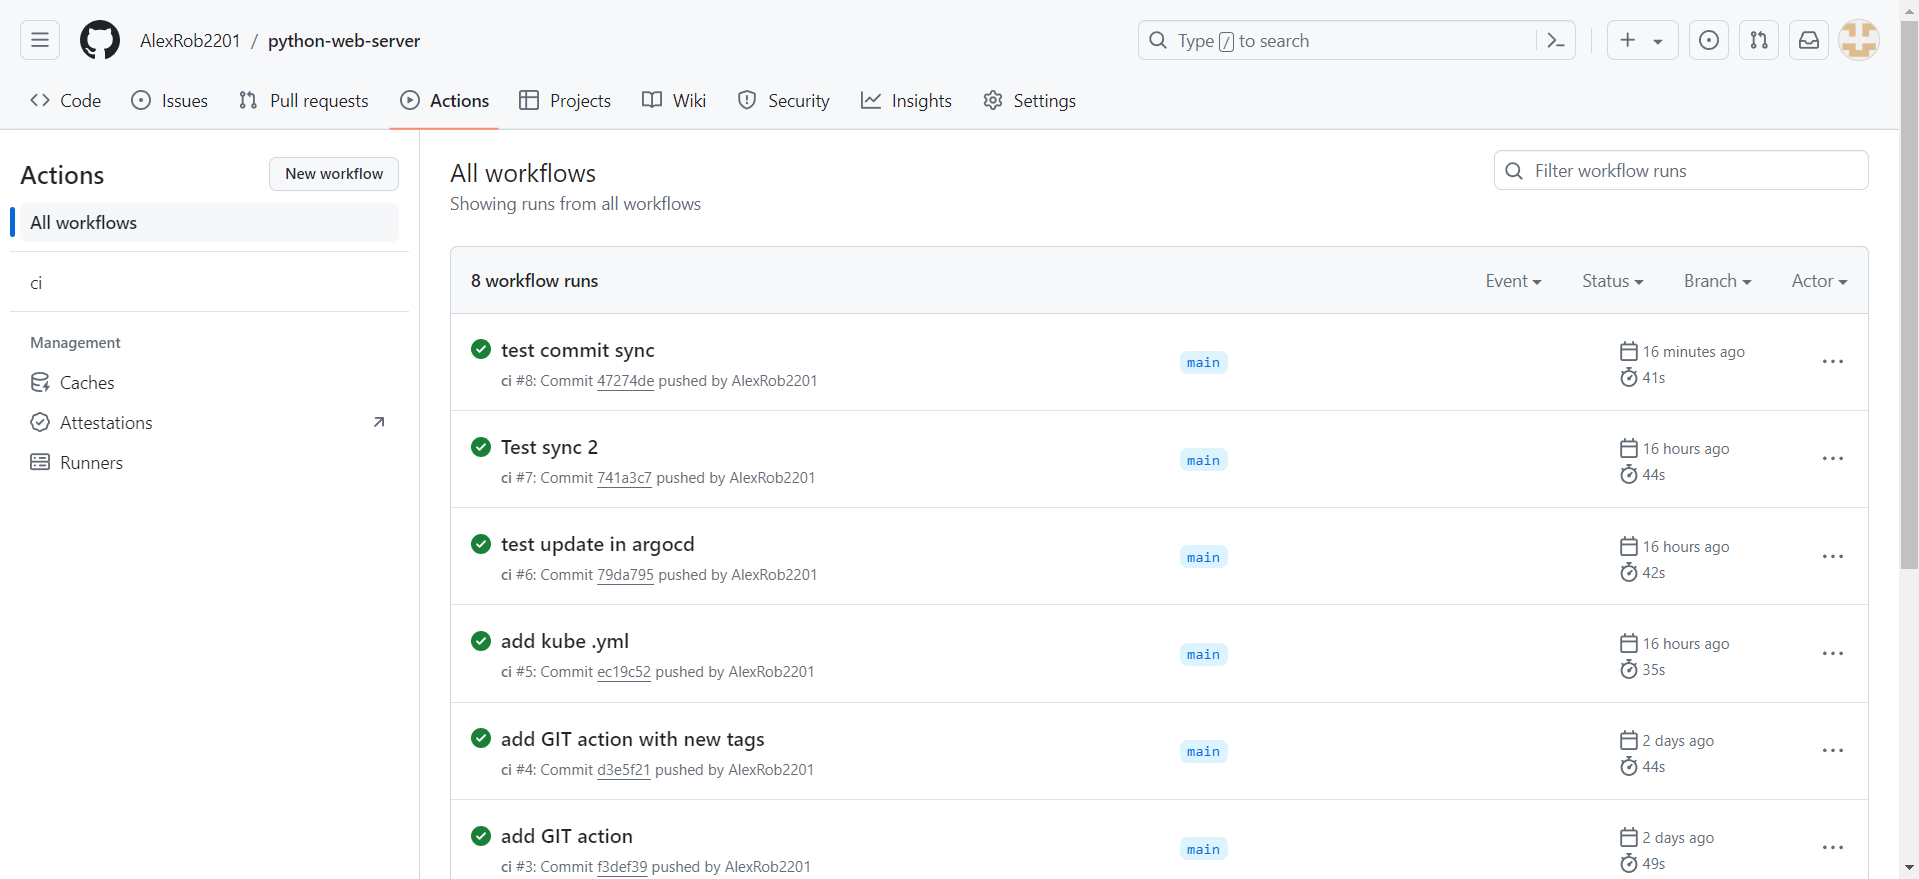 AlexRob2201 / python-web-server
Type / to search
Code
Issues
Pull requests
Actions
Projects
Wiki
Security
Insights
Settings
Actions
New workflow
All workflows
ci
Management
Caches
Attestations
Runners
All workflows
Showing runs from all workflows
Filter workflow runs
8 workflow runs
Event
Status
Branch
Actor
test commit sync
ci #8: Commit 47274de pushed by AlexRob2201
main
16 minutes ago
41s
Test sync 2
ci #7: Commit 741a3c7 pushed by AlexRob2201
main
16 hours ago
44s
test update in argocd
ci #6: Commit 79da795 pushed by AlexRob2201
main
16 hours ago
42s
add kube .yml
ci #5: Commit ec19c52 pushed by AlexRob2201
main
16 hours ago
35s
add GIT action with new tags
ci #4: Commit d3e5f21 pushed by AlexRob2201
main
2 days ago
44s
add GIT action
ci #3: Commit f3def39 pushed by AlexRob2201
main
2 days ago
49s